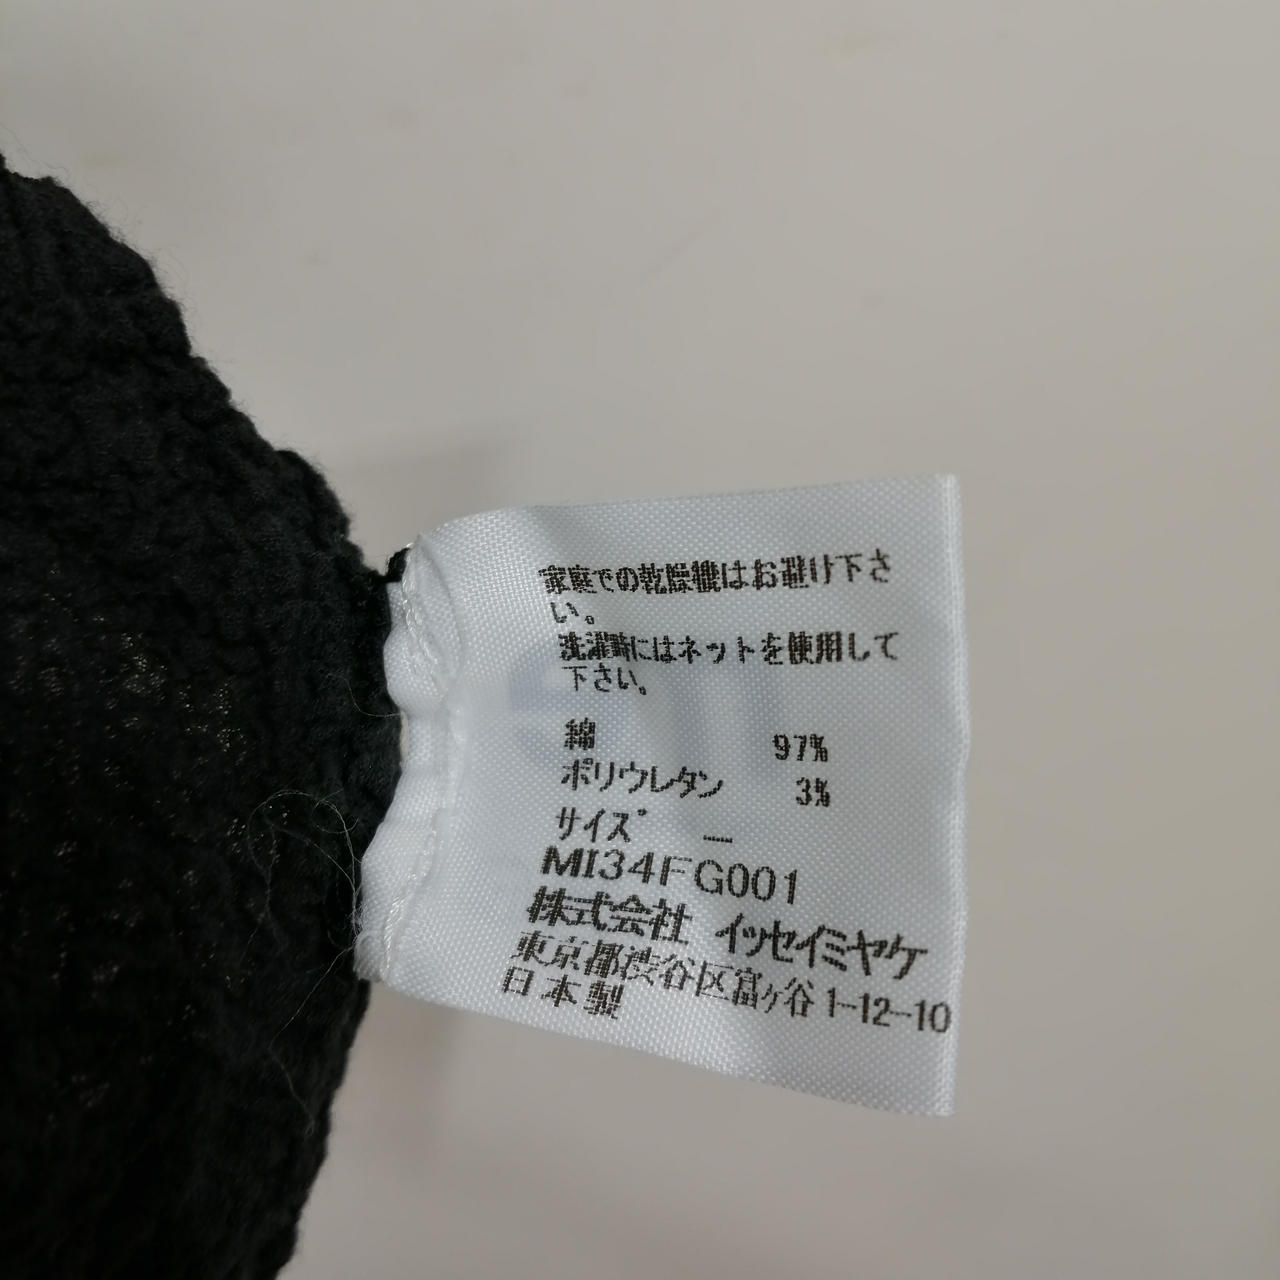 家庭での乾燥機はお避け下さ
い。
洗濯時にはネットを使用して
下さい。
綿 97%
ポリウレタン 3%
サイズ —
MI34FG001
株式会社 イッセイミヤケ
東京都渋谷区富ヶ谷1-12-10
日本製